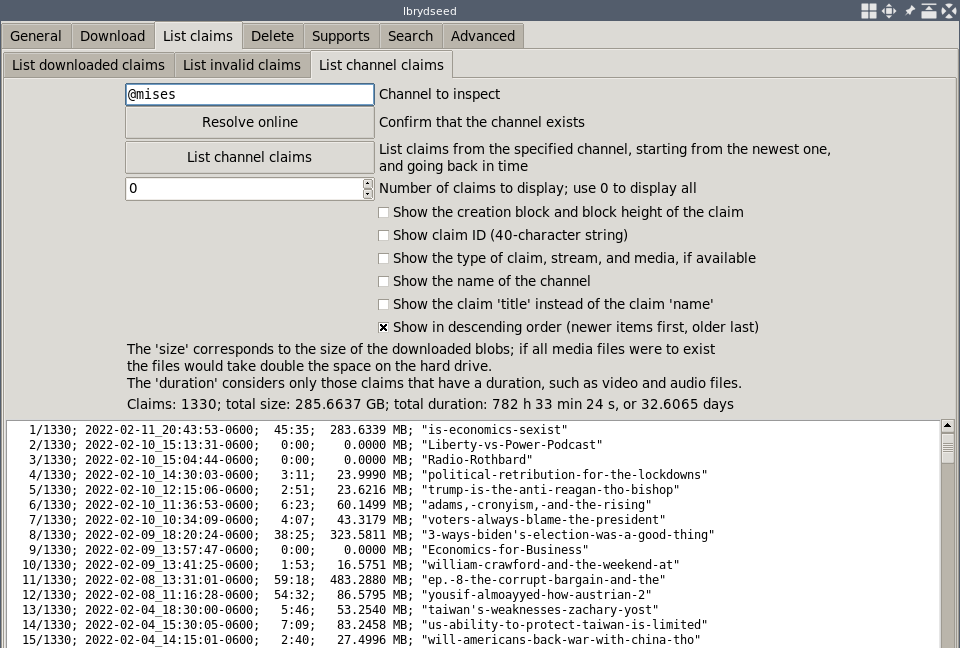 lbrydseed
General Download List claims Delete Supports Search Advanced
List downloaded claims List invalid claims List channel claims
@mises Channel to inspect
Resolve online Confirm that the channel exists
List channel claims List claims from the specified channel, starting from the newest one,
and going back in time
0 Number of claims to display; use 0 to display all
Show the creation block and block height of the claim
Show claim ID (40-character string)
Show the type of claim, stream, and media, if available
Show the name of the channel
Show the claim 'title' instead of the claim 'name'
Show in descending order (newer items first, older last)
The 'size' corresponds to the size of the downloaded blobs; if all media files were to exist
the files would take double the space on the hard drive.
The 'duration' considers only those claims that have a duration, such as video and audio files.
Claims: 1330; total size: 285.6637 GB; total duration: 782 h 33 min 24 s, or 32.6065 days
1/1330; 2022-02-11_20:43:53-0600; 45:35; 283.6339 MB; "is-economics-sexist"
2/1330; 2022-02-10_15:13:31-0600; 0:00; 0.0000 MB; "Liberty-vs-Power-Podcast"
3/1330; 2022-02-10_15:04:44-0600; 0:00; 0.0000 MB; "Radio-Rothbard"
4/1330; 2022-02-10_14:30:03-0600; 3:11; 23.9990 MB; "political-retribution-for-the-lockdowns"
5/1330; 2022-02-10_12:15:06-0600; 2:51; 23.6216 MB; "trump-is-the-anti-reagan-tho-bishop"
6/1330; 2022-02-10_11:36:53-0600; 6:23; 60.1499 MB; "adams,-cronyism,-and-the-rising"
7/1330; 2022-02-10_10:34:09-0600; 4:07; 43.3179 MB; "voters-always-blame-the-president"
8/1330; 2022-02-09_18:20:24-0600; 38:25; 323.5811 MB; "3-ways-biden's-election-was-a-good-thing"
9/1330; 2022-02-09_13:57:47-0600; 0:00; 0.0000 MB; "Economics-for-Business"
10/1330; 2022-02-09_13:41:25-0600; 1:53; 16.5751 MB; "william-crawford-and-the-weekend-at"
11/1330; 2022-02-08_13:31:01-0600; 59:18; 483.2880 MB; "ep.-8-the-corrupt-bargain-and-the"
12/1330; 2022-02-08_11:16:28-0600; 54:32; 86.5795 MB; "yousif-almoayyed-how-austrian-2"
13/1330; 2022-02-04_18:30:00-0600; 5:46; 53.2540 MB; "taiwan's-weaknesses-zachary-yost"
14/1330; 2022-02-04_15:30:05-0600; 7:09; 83.2458 MB; "us-ability-to-protect-taiwan-is-limited"
15/1330; 2022-02-04_14:15:01-0600; 2:40; 27.4996 MB; "will-americans-back-war-with-china-tho"